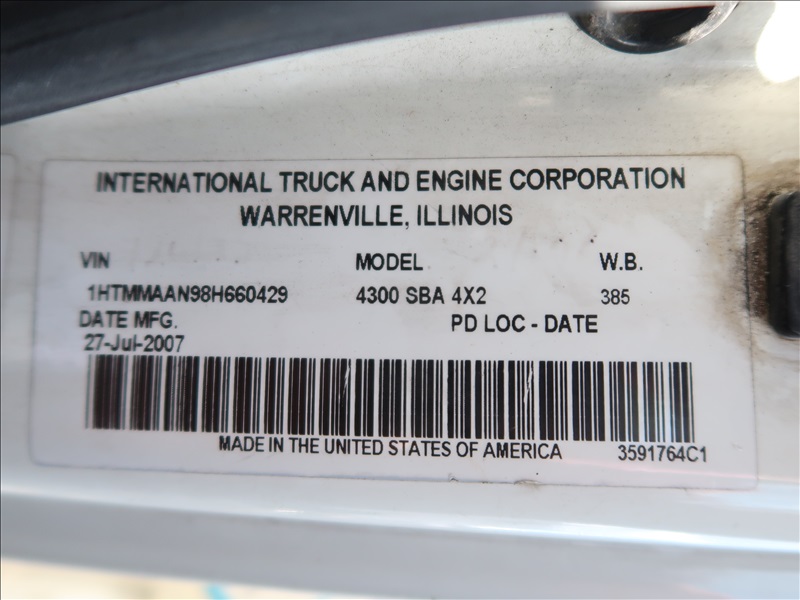 INTERNATIONAL TRUCK AND ENGINE CORPORATION
WARRENVILLE, ILLINOIS
VIN MODEL W.B.
1HTMMAAN98H660429 4300 SBA 4X2 385
DATE MFG. PD LOC - DATE
27-Jul-2007
MADE IN THE UNITED STATES OF AMERICA 3591764C1